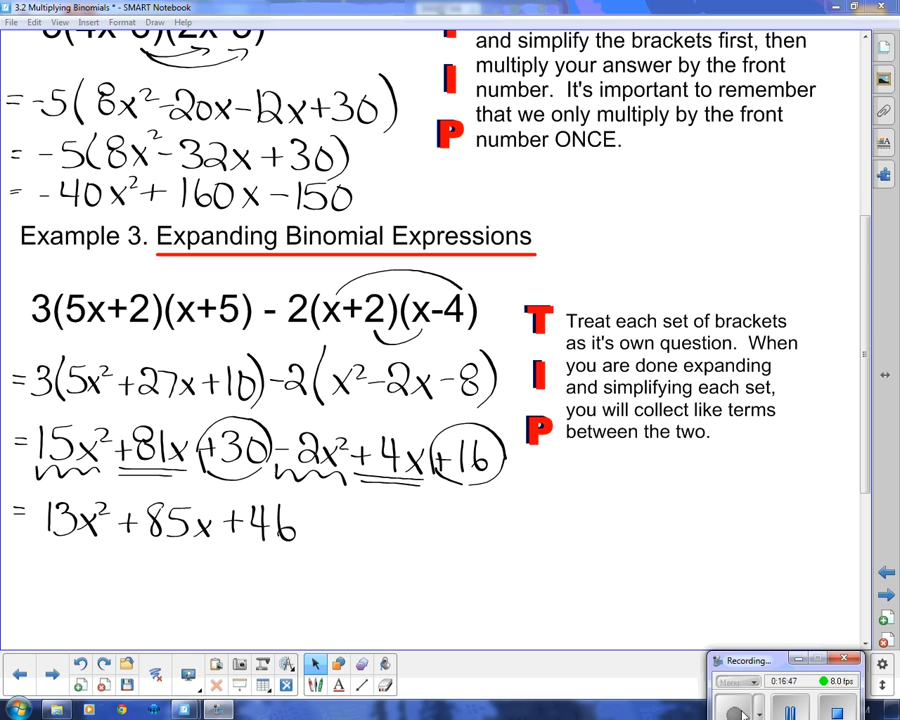 3.2 Multiplying Binomials * - SMART Notebook
File Edit View Insert Format Draw Help
and simplify the brackets first, then
multiply your answer by the front
number. It's important to remember
that we only multiply by the front
number ONCE.
I
P
= -5(8x²-20x-12x+30)
= -5(8x²-32x+30)
= -40x²+160x-150
Example 3. Expanding Binomial Expressions
3(5x+2)(x+5) - 2(x+2)(x-4)
= 3(5x²+27x+10)-2(x²-2x-8)
= 15x²+81x+30-2x²+4x+16
= 13x²+85x+46
T
I
P
Treat each set of brackets
as it's own question. When
you are done expanding
and simplifying each set,
you will collect like terms
between the two.
Recording...
Menu
0:16:47
8.0 fps